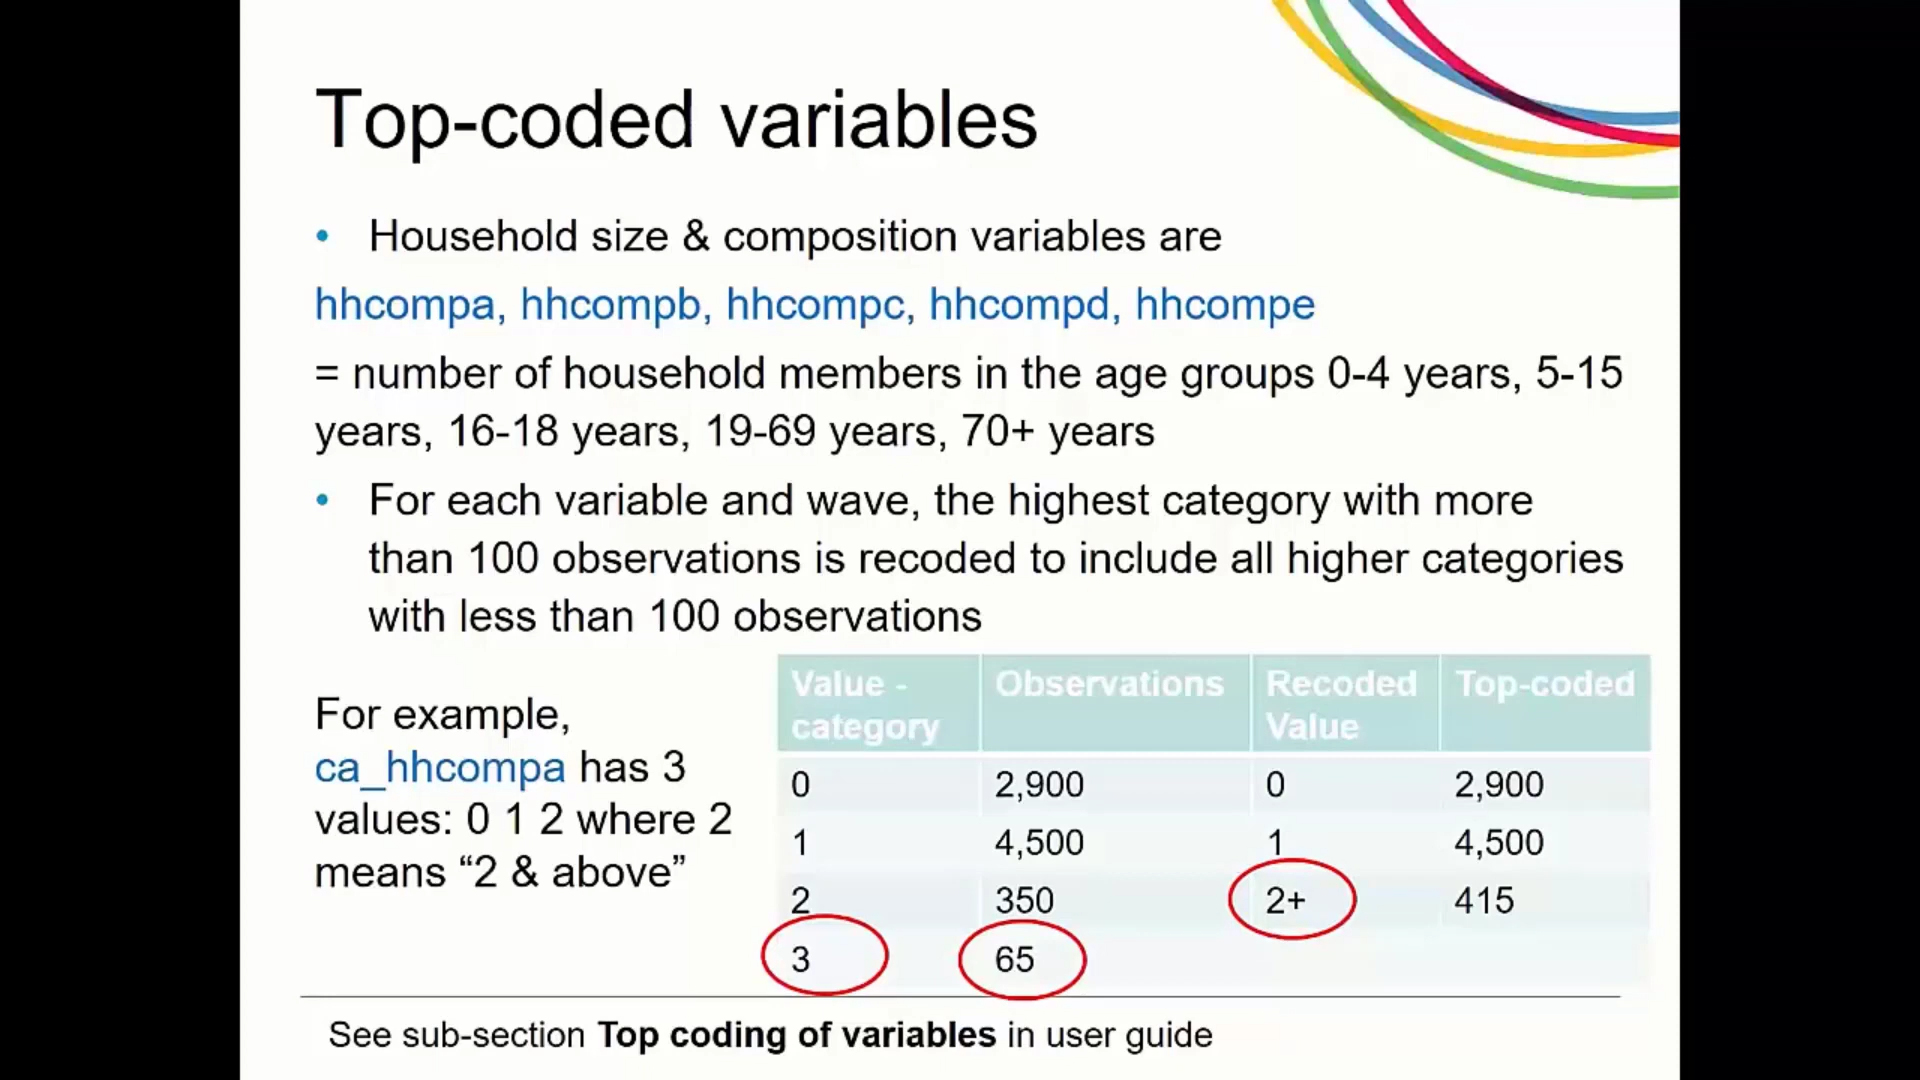 Top-coded variables
• Household size & composition variables are
hhcompa, hhcompb, hhcompc, hhcompd, hhcompe
= number of household members in the age groups 0-4 years, 5-15
years, 16-18 years, 19-69 years, 70+ years
• For each variable and wave, the highest category with more
than 100 observations is recoded to include all higher categories
with less than 100 observations
For example,
ca_hhcompa has 3
values: 0 1 2 where 2
means “2 & above”
Value - category Observations Recoded Value Top-coded
0 2,900 0 2,900
1 4,500 1 4,500
2 350 2+ 415
3 65
See sub-section Top coding of variables in user guide